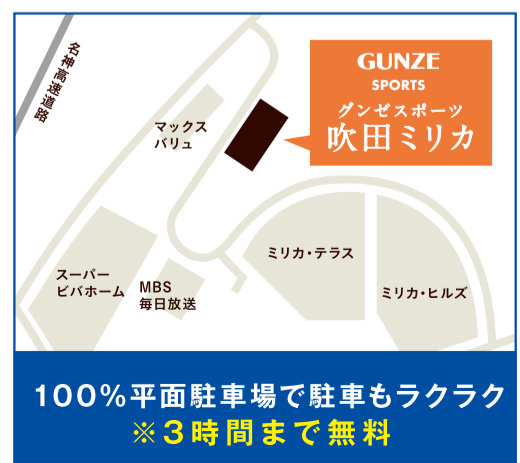 名神高速道路
GUNZE
SPORTS
グンゼスポーツ
吹田ミリカ
マックス
バリュ
ミリカ・テラス
スーパー
ビバホーム
MBS
毎日放送
ミリカ・ヒルズ
100%平面駐車場で駐車もラクラク
※3時間まで無料